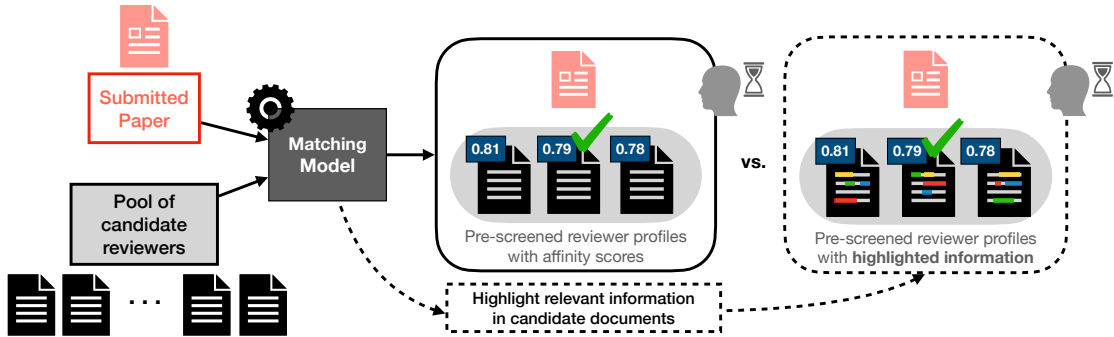 Submitted
Paper
Matching
Model
Pool of
candidate
reviewers
. . .
0.81
0.79
0.78
Pre-screened reviewer profiles
with affinity scores
vs.
0.81
0.79
0.78
Pre-screened reviewer profiles
with highlighted information
Highlight relevant information
in candidate documents